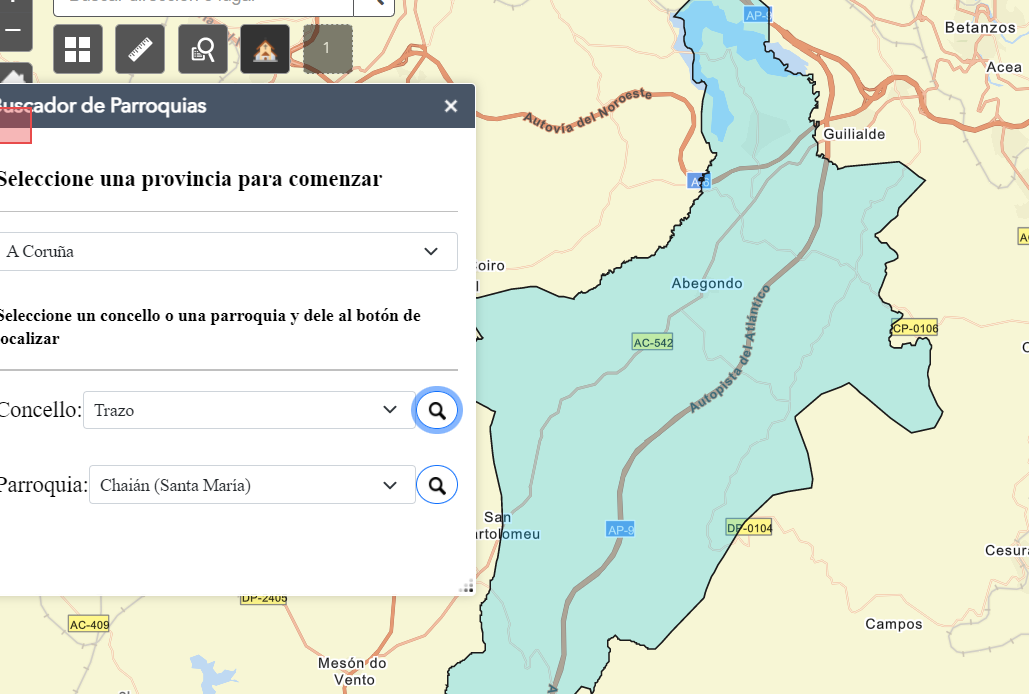 Buscar dirección o lugar
1
Buscador de Parroquias
Seleccione una provincia para comenzar
A Coruña
Seleccione un concello o una parroquia y dele al botón de
localizar
Concello:
Trazo
Parroquia:
Chaián (Santa María)
AP-9
Betanzos
Acea
Autovía del Noroeste
Guilialde
A-6
Abegondo
CP-0106
AC-542
Autopista del Atlántico
San
DP-0104
AP-9
Cesura
DP-2405
AC-409
Campos
Mesón do
Vento